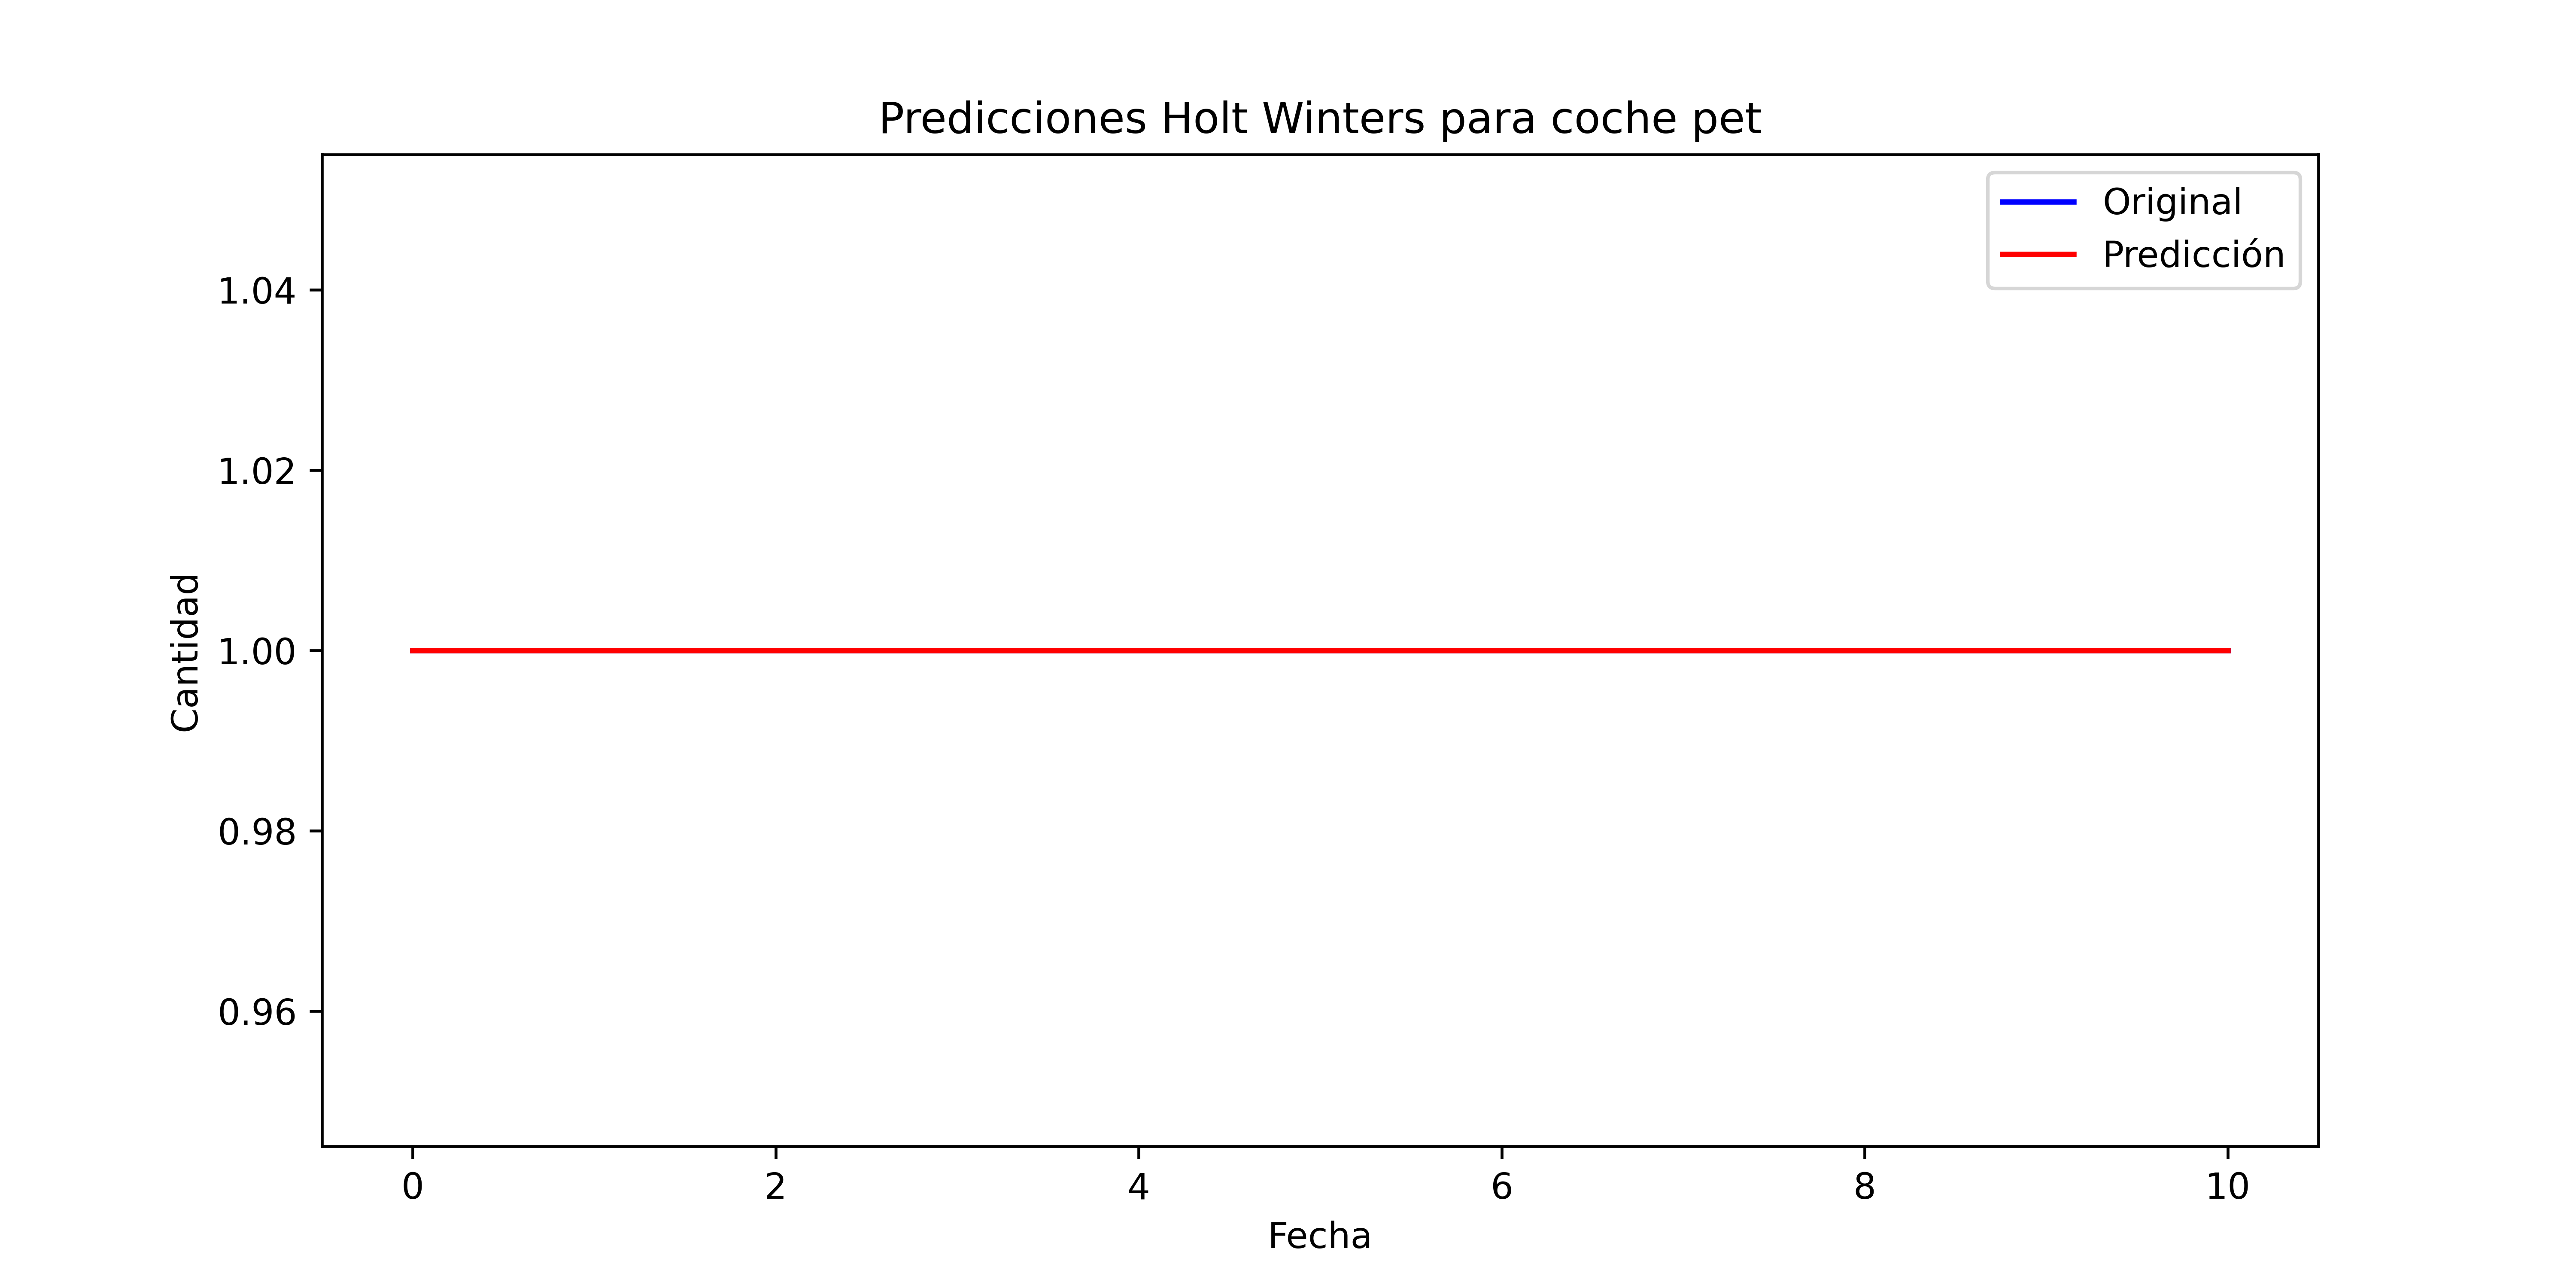 Predicciones Holt Winters para coche pet
Original
Predicción
1.04
1.02
1.00
0.98
0.96
Cantidad
0 2 4 6 8 10
Fecha